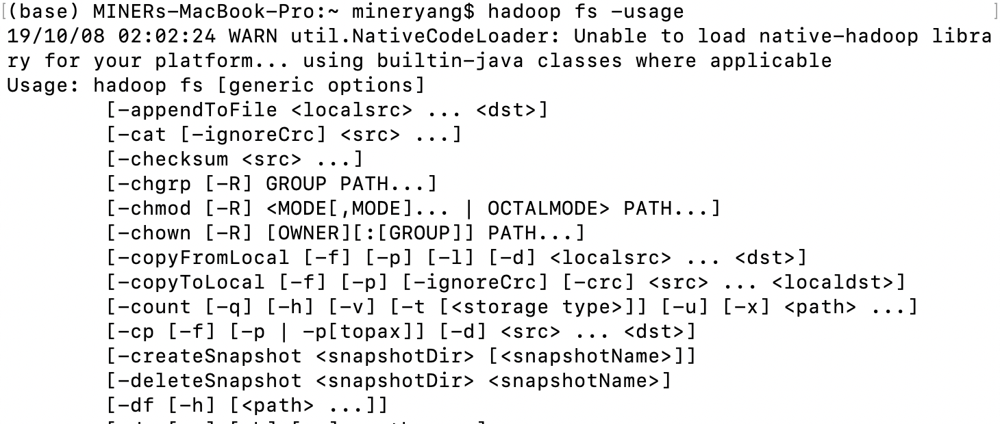 [(base) MINERs-MacBook-Pro:~ mineryang$ hadoop fs -usage ]
19/10/08 02:02:24 WARN util.NativeCodeLoader: Unable to load native-hadoop libra
ry for your platform... using builtin-java classes where applicable
Usage: hadoop fs [generic options]
[-appendToFile <localsrc> ... <dst>]
[-cat [-ignoreCrc] <src> ...]
[-checksum <src> ...]
[-chgrp [-R] GROUP PATH...]
[-chmod [-R] <MODE[,MODE]... | OCTALMODE> PATH...]
[-chown [-R] [OWNER][:[GROUP]] PATH...]
[-copyFromLocal [-f] [-p] [-l] [-d] <localsrc> ... <dst>]
[-copyToLocal [-f] [-p] [-ignoreCrc] [-crc] <src> ... <localdst>]
[-count [-q] [-h] [-v] [-t [<storage type>]] [-u] [-x] <path> ...]
[-cp [-f] [-p | -p[topax]] [-d] <src> ... <dst>]
[-createSnapshot <snapshotDir> [<snapshotName>]]
[-deleteSnapshot <snapshotDir> <snapshotName>]
[-df [-h] [<path> ...]]